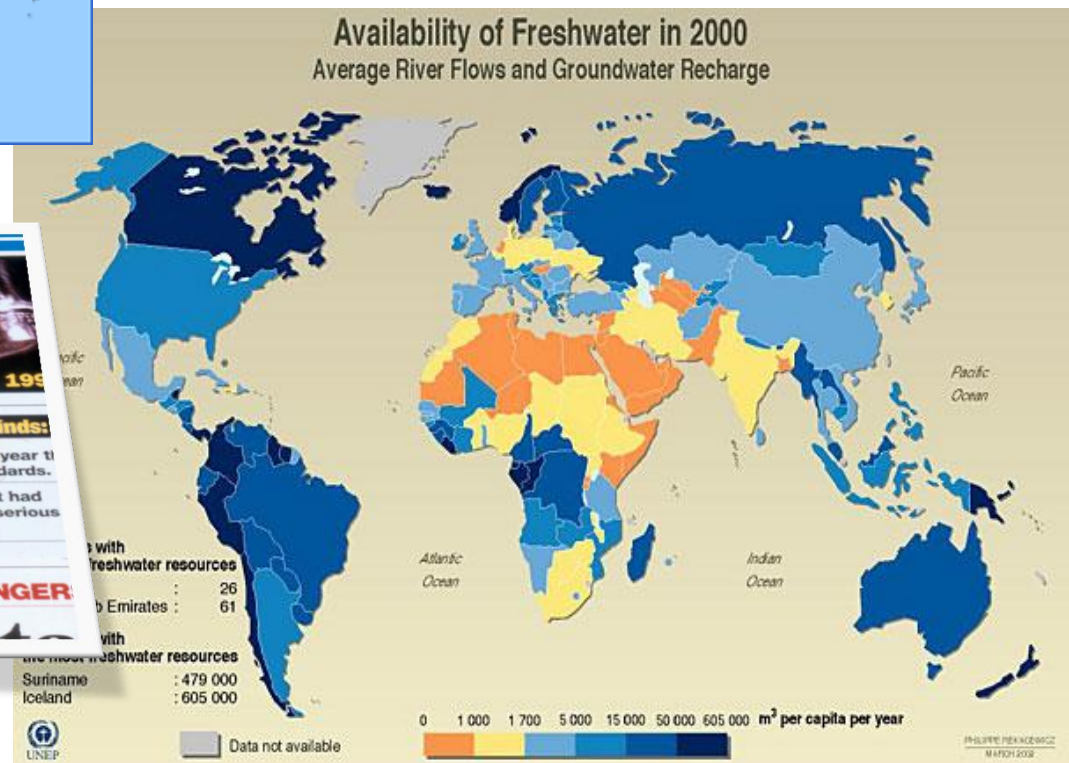 Availability of Freshwater in 2000
Average River Flows and Groundwater Recharge
Pacific
Ocean
Atlantic
Ocean
Indian
Ocean
199
inds:
year t
dards.
t had
serious
NGER
s with
freshwater resources
: 26
b Emirates : 61
with
the most freshwater resources
Suriname : 479 000
Iceland : 605 000
UNEP
Data not available
0 1 000 1 700 5 000 15 000 50 000 605 000 m³ per capita per year
PHILIPPE REKACEWICZ
MARCH 2002